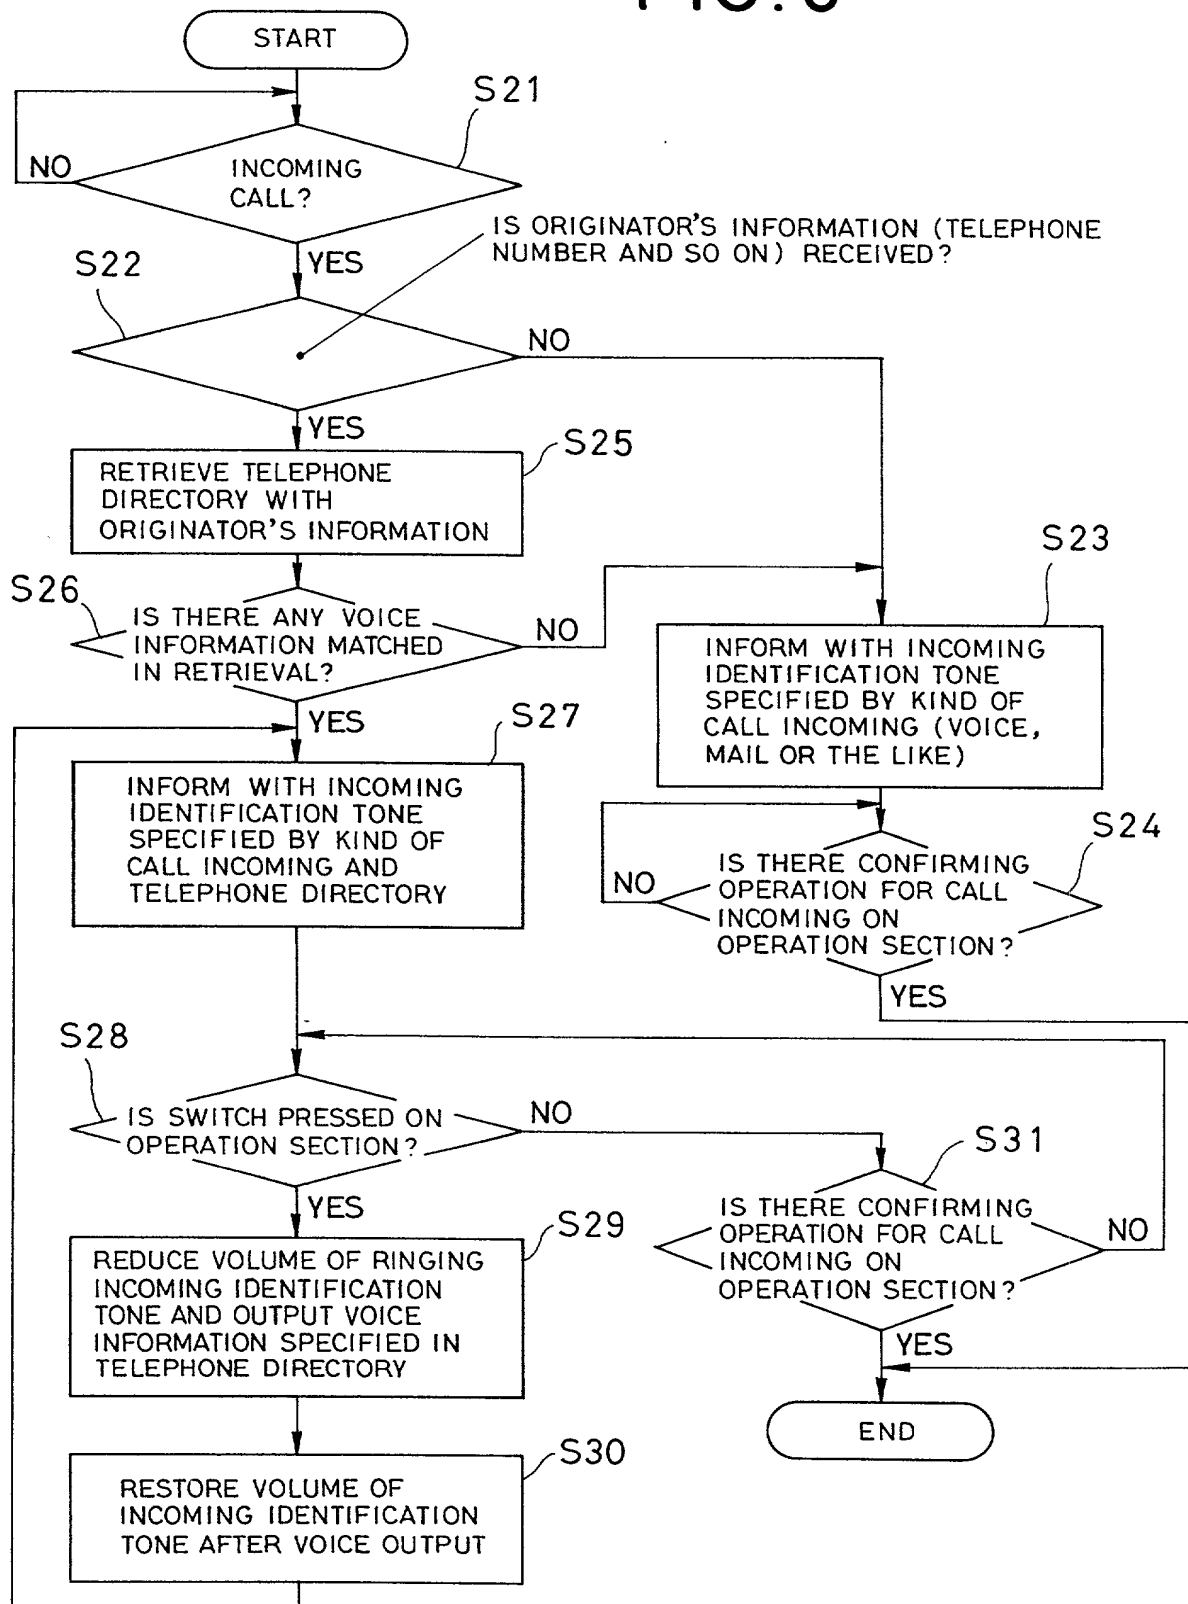 START
S21
NO
INCOMING
CALL?
IS ORIGINATOR'S INFORMATION (TELEPHONE
NUMBER AND SO ON) RECEIVED?
YES
S22
NO
YES
S25
RETRIEVE TELEPHONE
DIRECTORY WITH
ORIGINATOR'S INFORMATION
S23
S26
IS THERE ANY VOICE
INFORMATION MATCHED
IN RETRIEVAL?
NO
YES
INFORM WITH INCOMING
IDENTIFICATION TONE
SPECIFIED BY KIND OF
CALL INCOMING (VOICE,
MAIL OR THE LIKE)
S27
INFORM WITH INCOMING
IDENTIFICATION TONE
SPECIFIED BY KIND OF
CALL INCOMING AND
TELEPHONE DIRECTORY
S24
NO
IS THERE CONFIRMING
OPERATION FOR CALL
INCOMING ON
OPERATION SECTION?
YES
S28
IS SWITCH PRESSED ON
OPERATION SECTION?
NO
YES
S31
IS THERE CONFIRMING
OPERATION FOR CALL
INCOMING ON
OPERATION SECTION?
NO
YES
S29
REDUCE VOLUME OF RINGING
INCOMING IDENTIFICATION
TONE AND OUTPUT VOICE
INFORMATION SPECIFIED IN
TELEPHONE DIRECTORY
END
S30
RESTORE VOLUME OF
INCOMING IDENTIFICATION
TONE AFTER VOICE OUTPUT